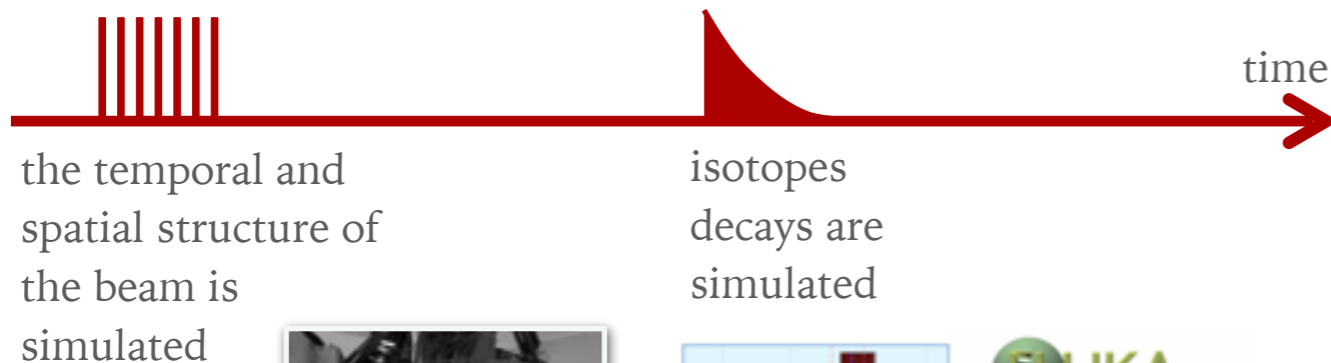 time
the temporal and
spatial structure of
the beam is
simulated
isotopes
decays are
simulated